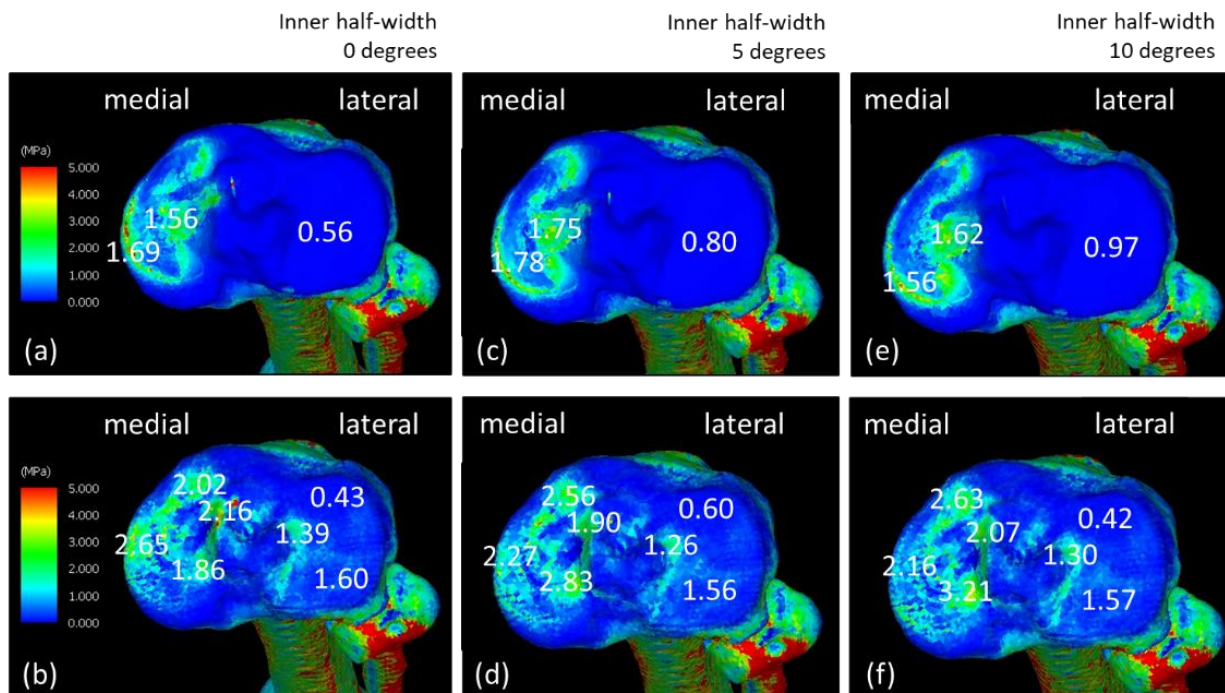 Inner half-width
0 degrees
Inner half-width
5 degrees
Inner half-width
10 degrees
medial lateral
(MPa)
5.000
4.000
3.000
2.000
1.000
0.000
1.56
0.56
1.69
(a)
medial lateral
1.75
0.80
1.78
(c)
medial lateral
1.62
0.97
1.56
(e)
medial lateral
(MPa)
5.000
4.000
3.000
2.000
1.000
0.000
2.02
0.43
2.16
1.39
2.65
1.86
1.60
(b)
medial lateral
2.56
0.60
1.90
1.26
2.27
2.83
1.56
(d)
medial lateral
2.63
0.42
2.07
1.30
2.16
3.21
1.57
(f)